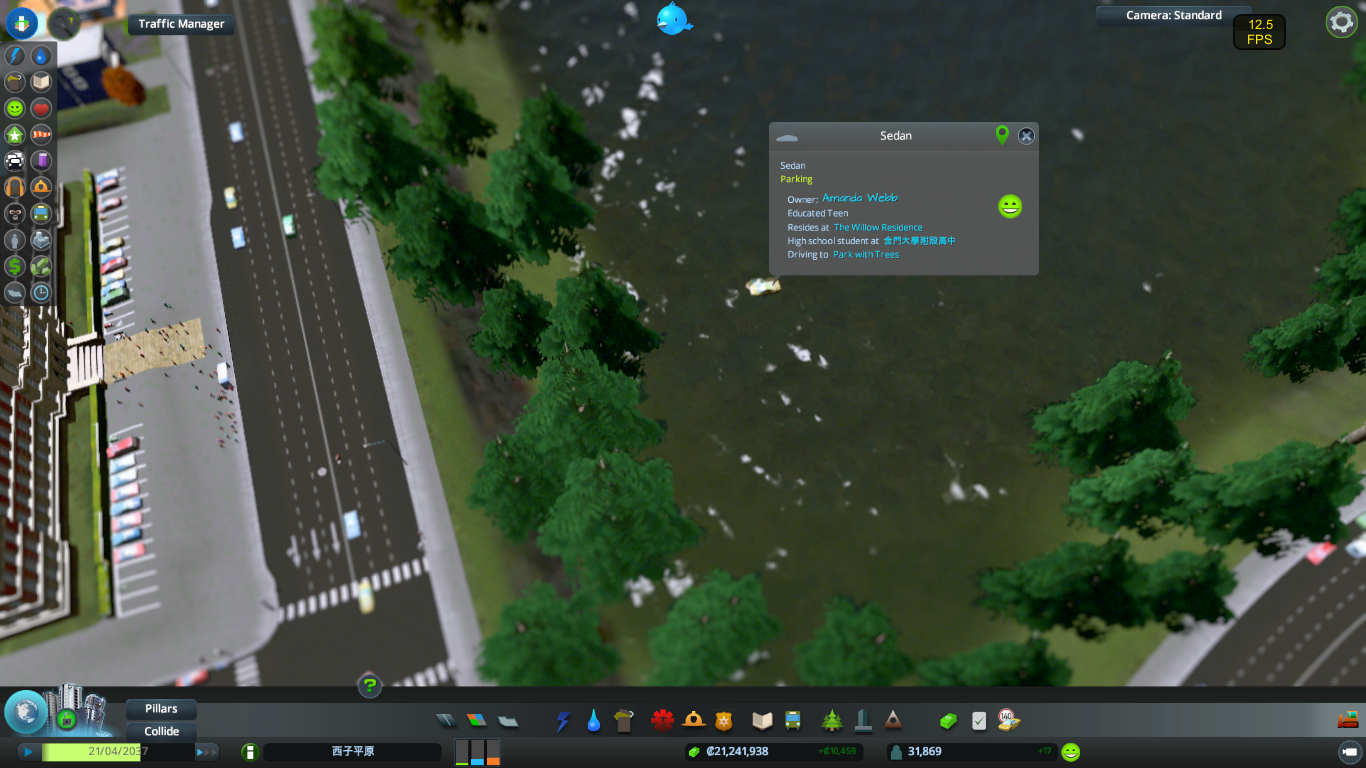 Traffic Manager
Camera: Standard
12.5
FPS
Sedan
Sedan
Parking
Owner: Amanda Webb
Educated Teen
Resides at The Willow Residence
High school student at 金門大學附設高中
Driving to Park with Trees
?
Pillars
Collide
140
21/04/2037
西子平原
₡21,241,938
+₡10,459
31,869
+17